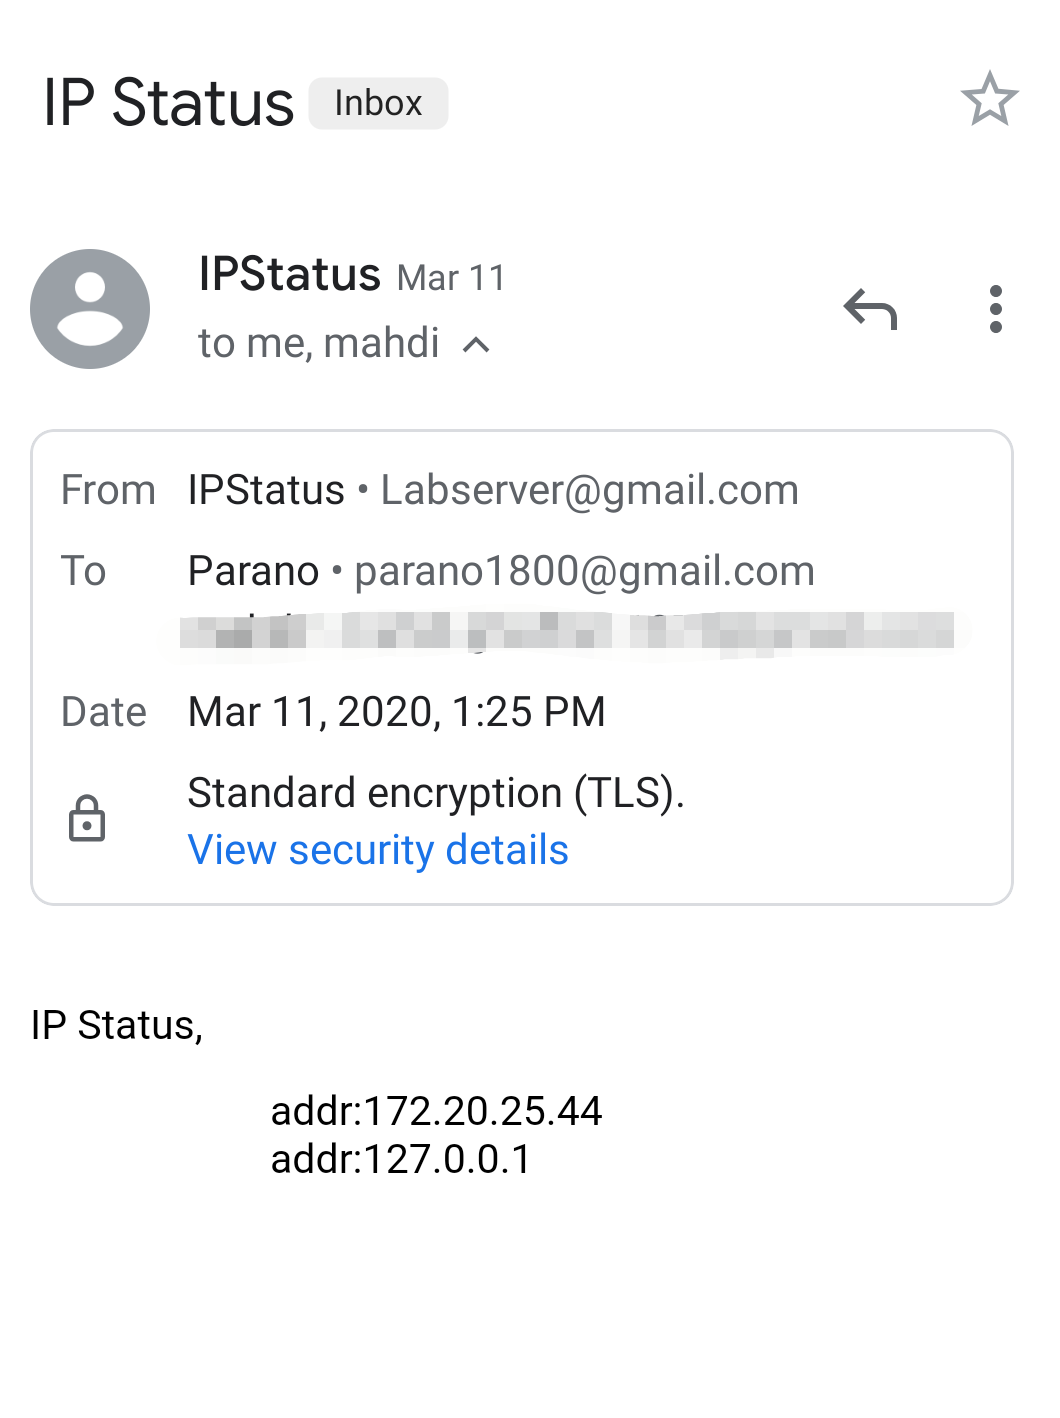 IP Status Inbox
IPStatus Mar 11
to me, mahdi
From IPStatus • Labserver@gmail.com
To Parano • parano1800@gmail.com
Date Mar 11, 2020, 1:25 PM
Standard encryption (TLS).
View security details
IP Status,
addr:172.20.25.44
addr:127.0.0.1